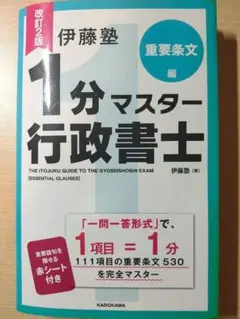 改訂2版
伊藤塾
重要条文
編
1分マスター
行政書士
THE ITOJUKU GUIDE TO THE GYOSEISHOSHI EXAM
[ESSENTIAL CLAUSES]
伊藤塾[著]
「一問一答形式」で、
1項目=1分
111項目の重要条文530
を完全マスター
重要語句を
隠せる
赤シート
付き
KADOKAWA